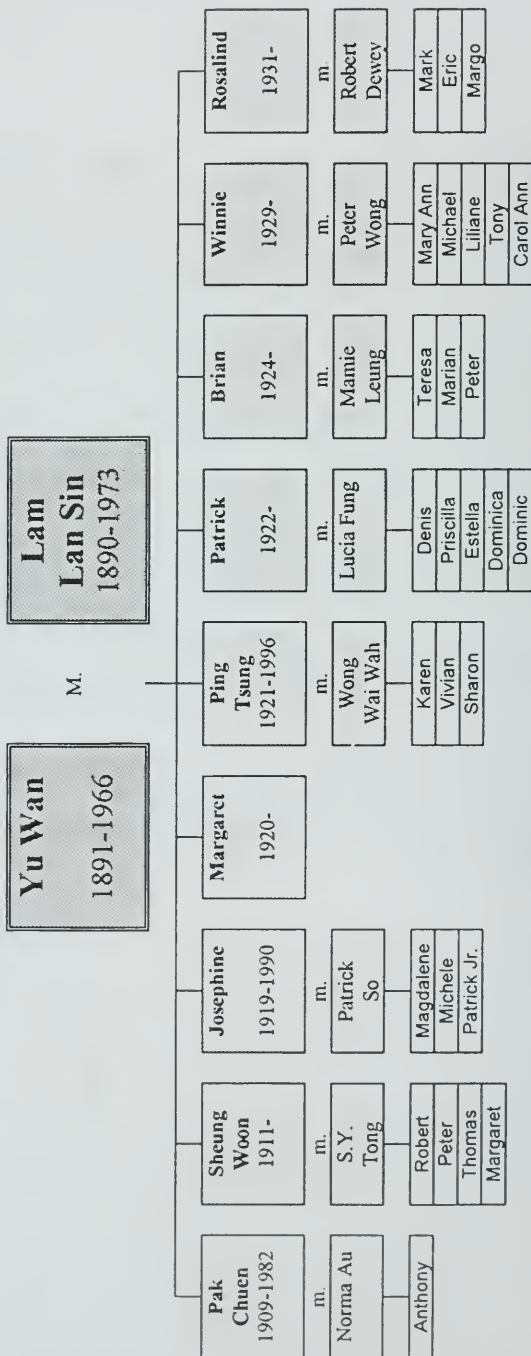 Yu Wan
1891-1966
M.
Lam
Lan Sin
1890-1973
Pak
Chuen
1909-1982
m.
Norma Au
Anthony
Sheung
Woon
1911-
m.
S.Y.
Tong
Robert
Peter
Thomas
Margaret
Josephine
1919-1990
m.
Patrick
So
Magdalene
Michele
Patrick Jr.
Margaret
1920-
Ping
Tsung
1921-1996
m.
Wong
Wai Wah
Karen
Vivian
Sharon
Patrick
1922-
m.
Lucia Fung
Denis
Priscilla
Estella
Dominica
Dominic
Brian
1924-
m.
Mamie
Leung
Teresa
Marian
Peter
Winnie
1929-
m.
Peter
Wong
Mary Ann
Michael
Liliane
Tony
Carol Ann
Rosalind
1931-
m.
Robert
Dewey
Mark
Eric
Margo